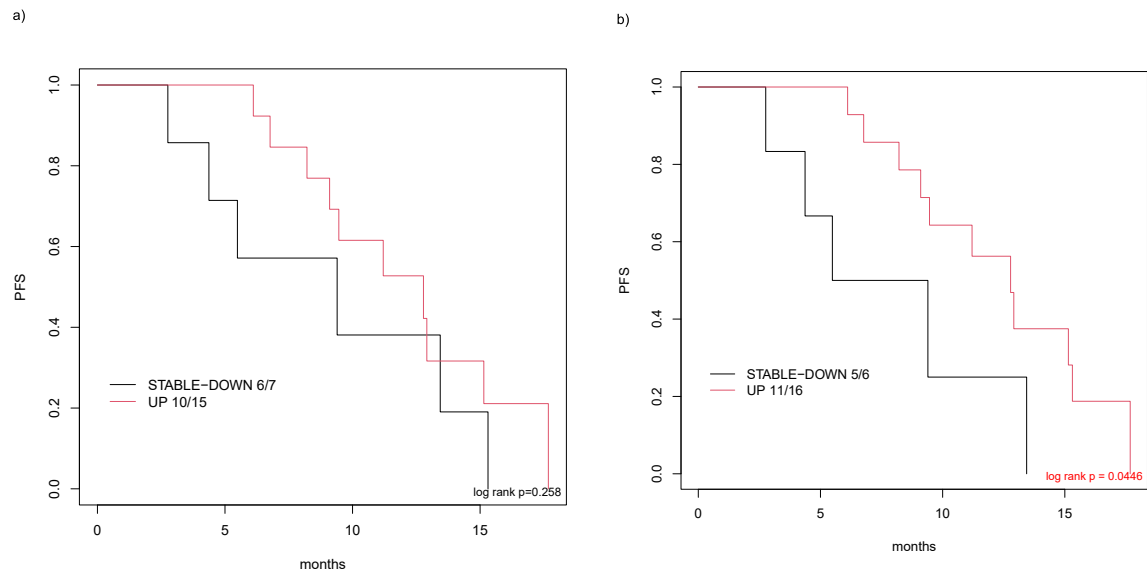 a)
PFS
1.0
0.8
0.6
0.4
0.2
0.0
STABLE−DOWN 6/7
UP 10/15
log rank p=0.258
0 5 10 15
months
b)
PFS
1.0
0.8
0.6
0.4
0.2
0.0
STABLE−DOWN 5/6
UP 11/16
log rank p = 0.0446
0 5 10 15
months